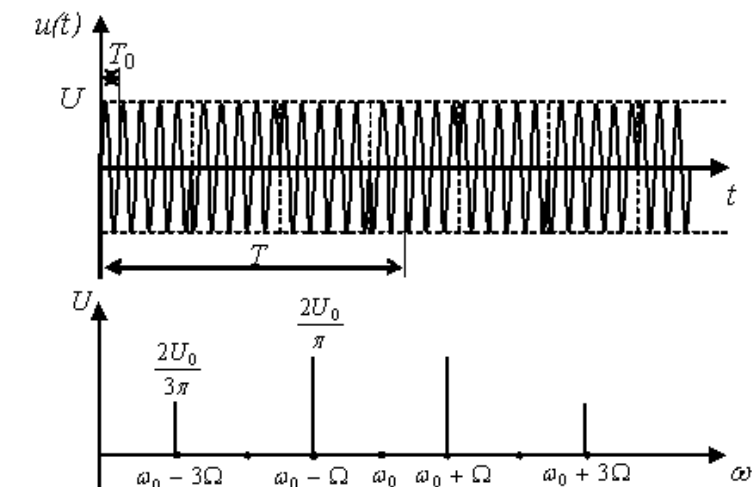 u(t)
T₀
U
t
T
U
2U₀/π
2U₀/3π
ω₀ − 3Ω ω₀ − Ω ω₀ ω₀ + Ω ω₀ + 3Ω ω